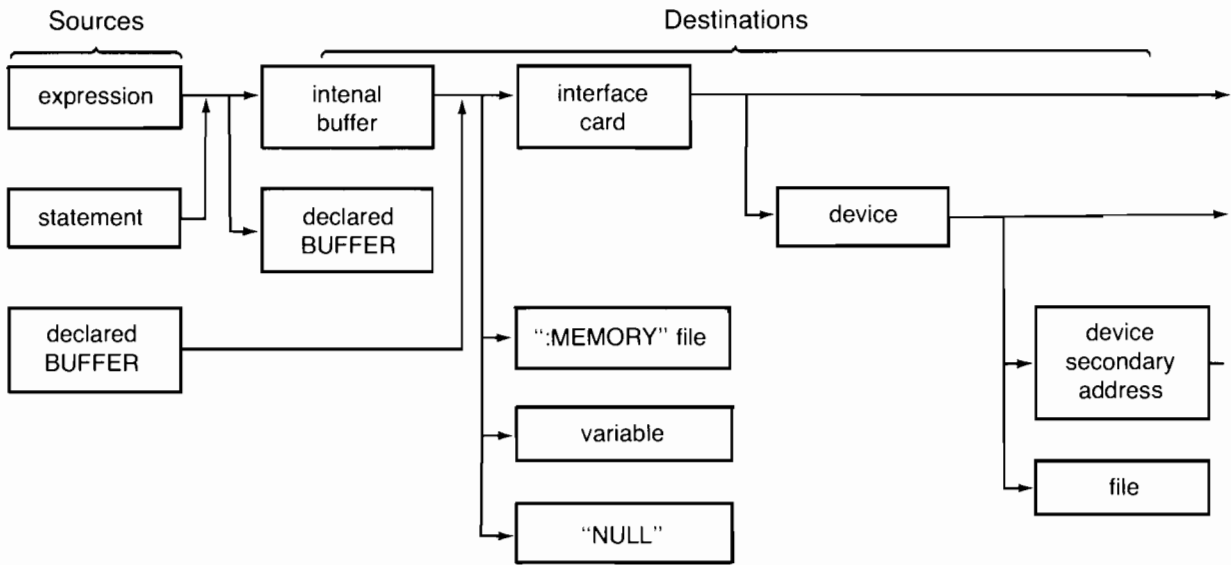 Sources
Destinations
expression
intenal
buffer
interface
card
statement
declared
BUFFER
device
declared
BUFFER
“:MEMORY” file
device
secondary
address
variable
file
“NULL”